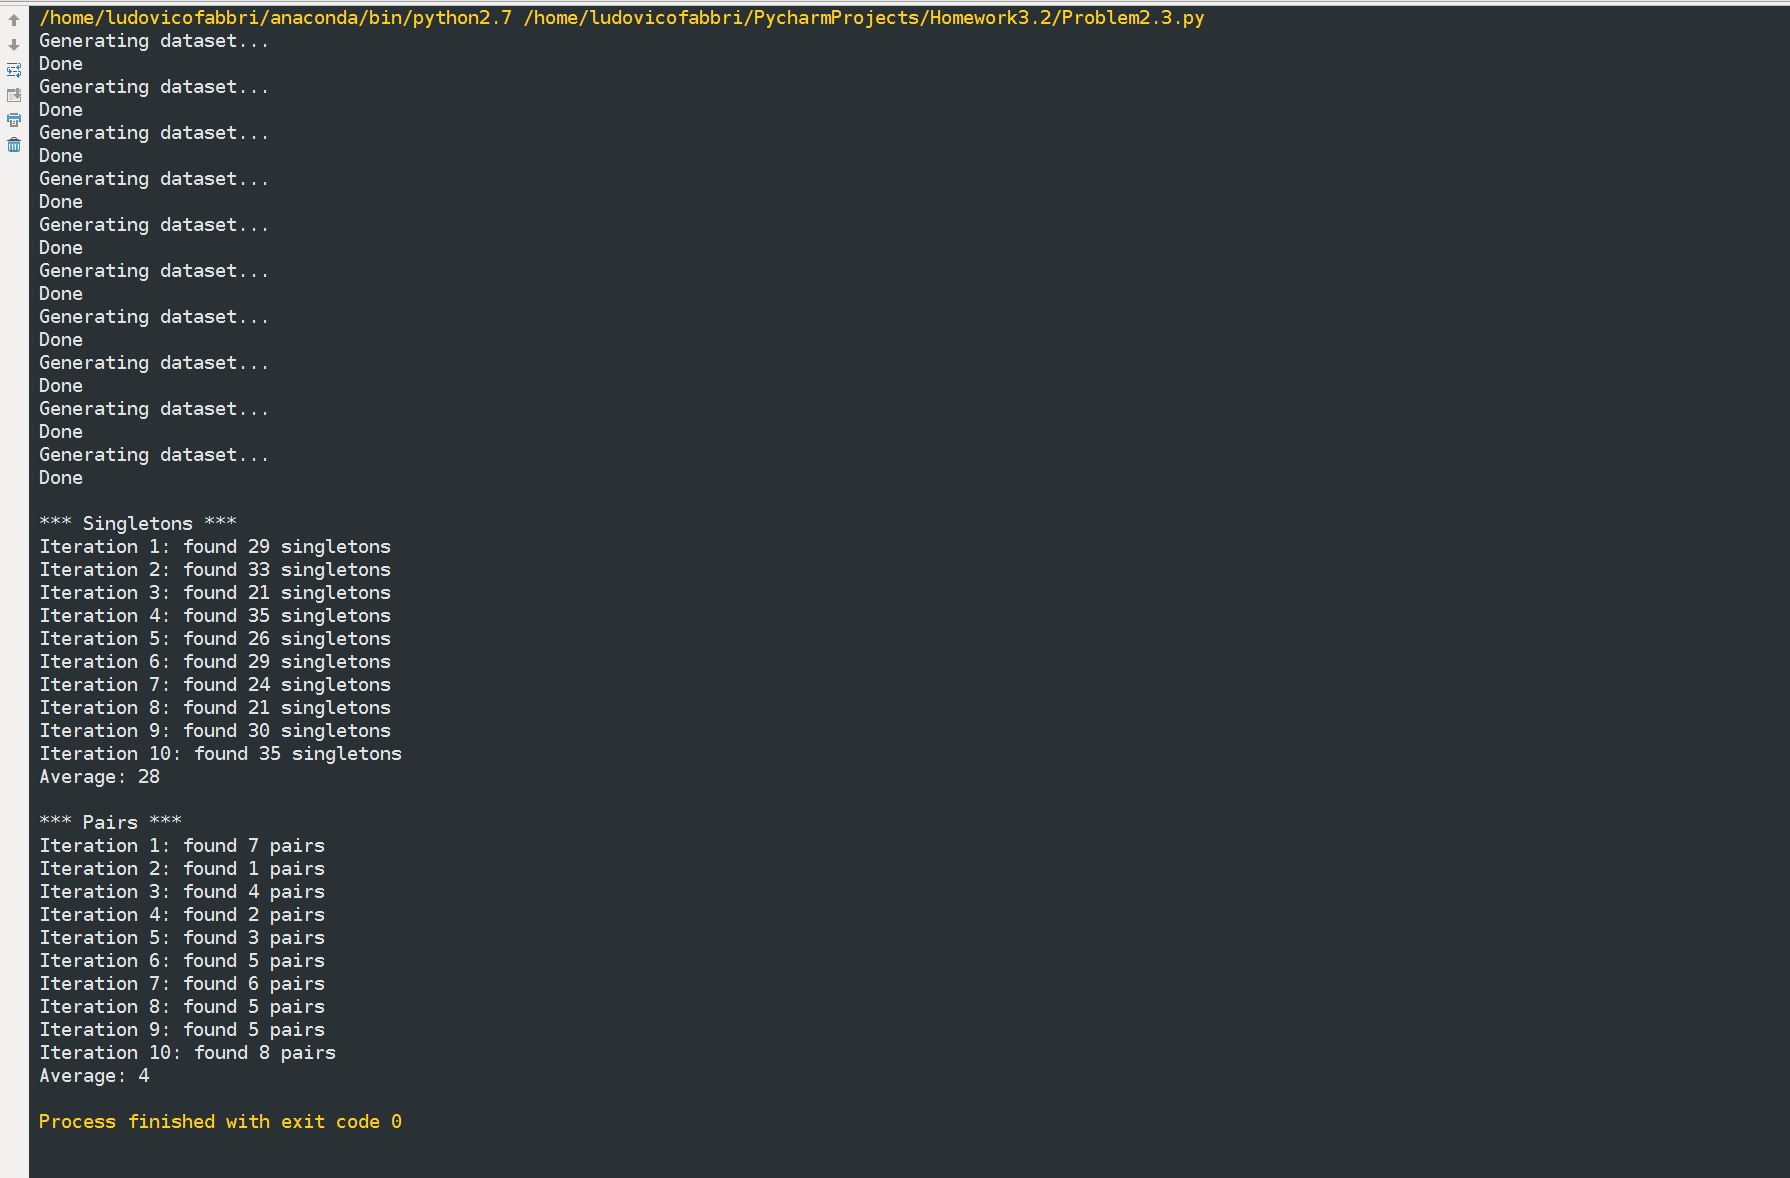 /home/ludovicofabbri/anaconda/bin/python2.7 /home/ludovicofabbri/PycharmProjects/Homework3.2/Problem2.3.py
Generating dataset...
Done
Generating dataset...
Done
Generating dataset...
Done
Generating dataset...
Done
Generating dataset...
Done
Generating dataset...
Done
Generating dataset...
Done
Generating dataset...
Done
Generating dataset...
Done
Generating dataset...
Done

*** Singletons ***
Iteration 1: found 29 singletons
Iteration 2: found 33 singletons
Iteration 3: found 21 singletons
Iteration 4: found 35 singletons
Iteration 5: found 26 singletons
Iteration 6: found 29 singletons
Iteration 7: found 24 singletons
Iteration 8: found 21 singletons
Iteration 9: found 30 singletons
Iteration 10: found 35 singletons
Average: 28

*** Pairs ***
Iteration 1: found 7 pairs
Iteration 2: found 1 pairs
Iteration 3: found 4 pairs
Iteration 4: found 2 pairs
Iteration 5: found 3 pairs
Iteration 6: found 5 pairs
Iteration 7: found 6 pairs
Iteration 8: found 5 pairs
Iteration 9: found 5 pairs
Iteration 10: found 8 pairs
Average: 4

Process finished with exit code 0